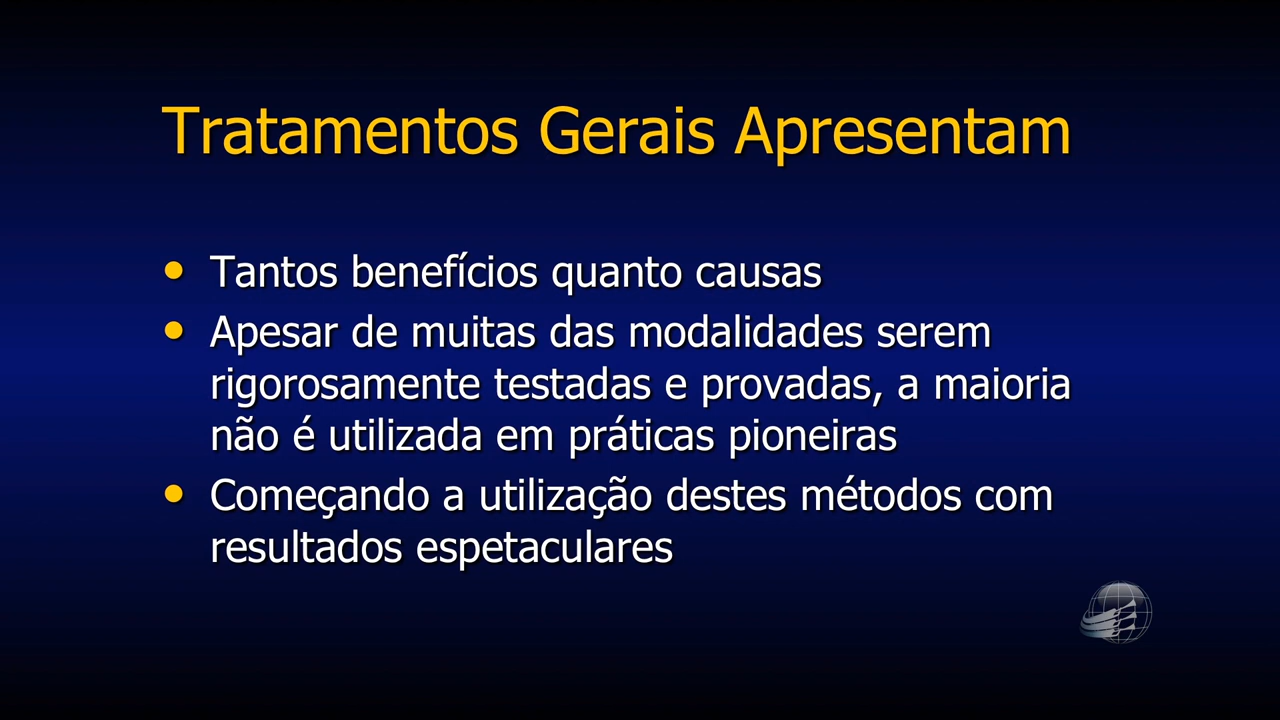 Tratamentos Gerais Apresentam
• Tantos benefícios quanto causas
• Apesar de muitas das modalidades serem
rigorosamente testadas e provadas, a maioria
não é utilizada em práticas pioneiras
• Começando a utilização destes métodos com
resultados espetaculares